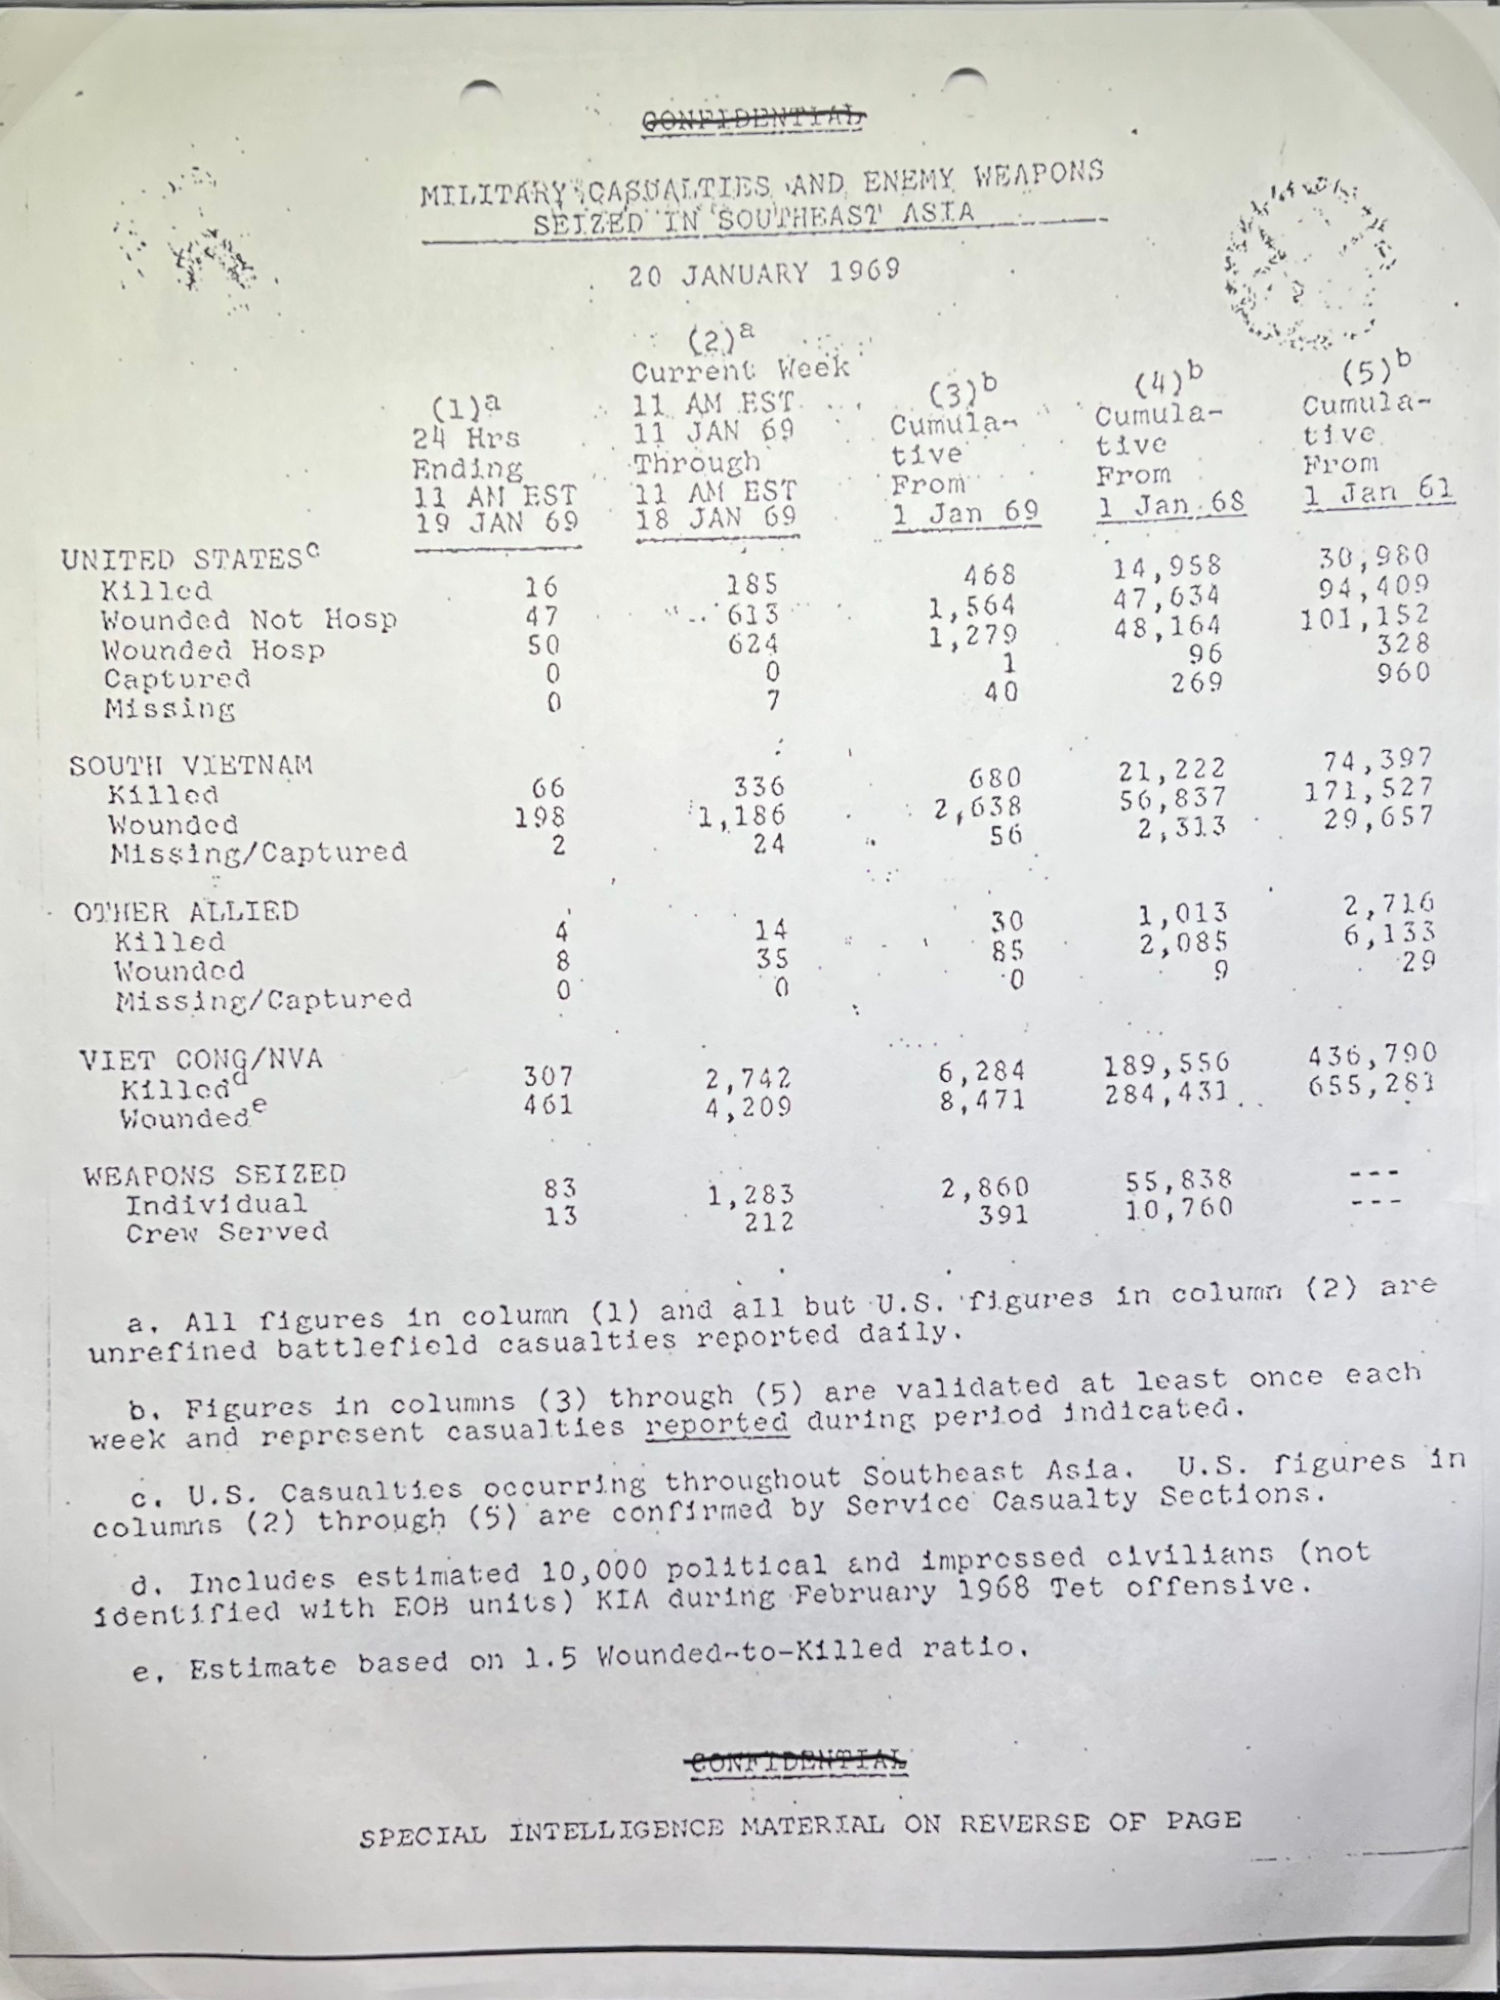 CONFIDENTIAL
MILITARY CASUALTIES AND ENEMY WEAPONS
SEIZED IN SOUTHEAST ASIA
20 JANUARY 1969
(2)a
Current Week (3)b (4)b (5)b
(1)a 11 AM EST Cumula- Cumula- Cumula-
24 Hrs 11 JAN 69 tive tive tive
Ending Through From From From
11 AM EST 11 AM EST 1 Jan 69 1 Jan 68 1 Jan 61
19 JAN 69 18 JAN 69
UNITED STATESc
Killed 16 185 468 14,958 30,980
Wounded Not Hosp 47 613 1,564 47,634 94,409
Wounded Hosp 50 624 1,279 48,164 101,152
Captured 0 0 1 96 328
Missing 0 7 40 269 960
SOUTH VIETNAM
Killed 66 336 680 21,222 74,397
Wounded 198 1,186 2,638 56,837 171,527
Missing/Captured 2 24 56 2,313 29,657
OTHER ALLIED
Killed 4 14 30 1,013 2,716
Wounded 8 35 85 2,085 6,133
Missing/Captured 0 0 0 9 29
VIET CONG/NVA
Killedd 307 2,742 6,284 189,556 436,790
Woundede 461 4,209 8,471 284,431 655,281
WEAPONS SEIZED
Individual 83 1,283 2,860 55,838 ---
Crew Served 13 212 391 10,760 ---
a. All figures in column (1) and all but U.S. figures in column (2) are
unrefined battlefield casualties reported daily.
b. Figures in columns (3) through (5) are validated at least once each
week and represent casualties reported during period indicated.
c. U.S. Casualties occurring throughout Southeast Asia. U.S. figures in
columns (2) through (5) are confirmed by Service Casualty Sections.
d. Includes estimated 10,000 political and impressed civilians (not
identified with EOB units) KIA during February 1968 Tet offensive.
e. Estimate based on 1.5 Wounded-to-Killed ratio.
CONFIDENTIAL
SPECIAL INTELLIGENCE MATERIAL ON REVERSE OF PAGE